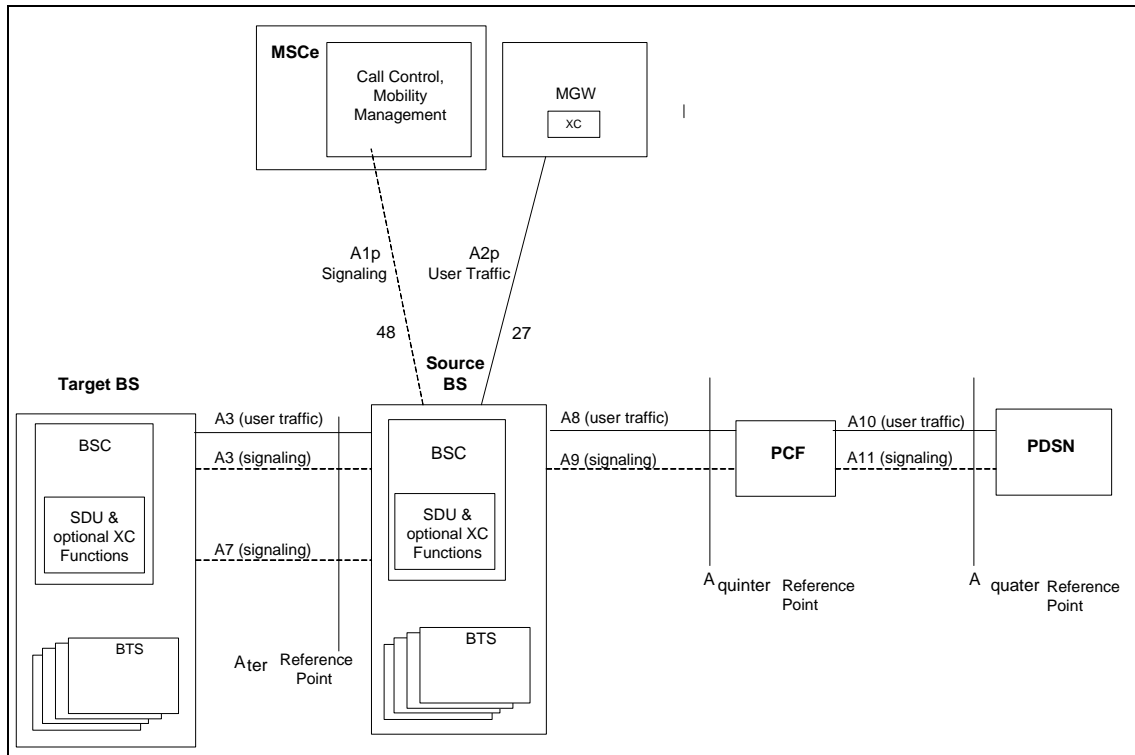 MSCe
Call Control,
Mobility
Management
MGW
XC
A1p
Signaling
A2p
User Traffic
48
27
Target BS
Source
BS
BSC
SDU &
optional XC
Functions
BTS
A3 (user traffic)
A3 (signaling)
A7 (signaling)
Ater Reference
Point
BSC
SDU &
optional XC
Functions
BTS
A8 (user traffic)
A9 (signaling)
PCF
A10 (user traffic)
A11 (signaling)
PDSN
A quinter Reference
Point
A quater Reference
Point